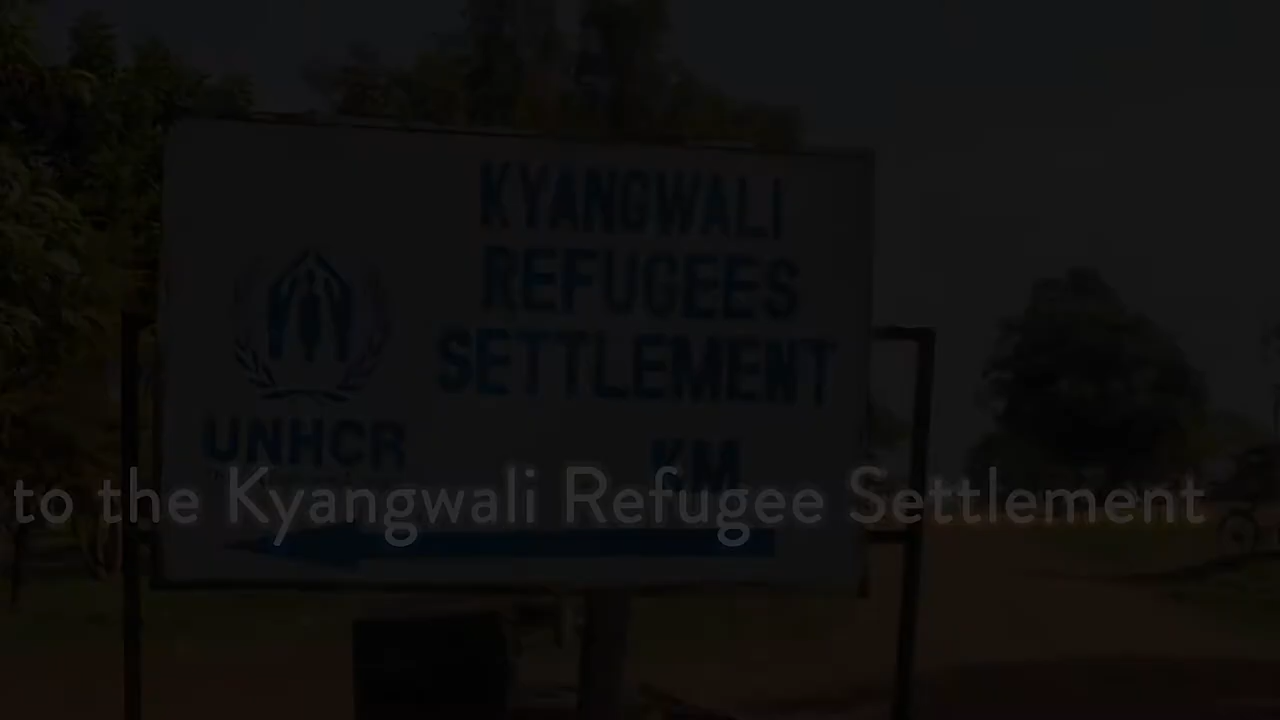 KYANGWALI
REFUGEES
SETTLEMENT
UNHCR
KM
to the Kyangwali Refugee Settlement